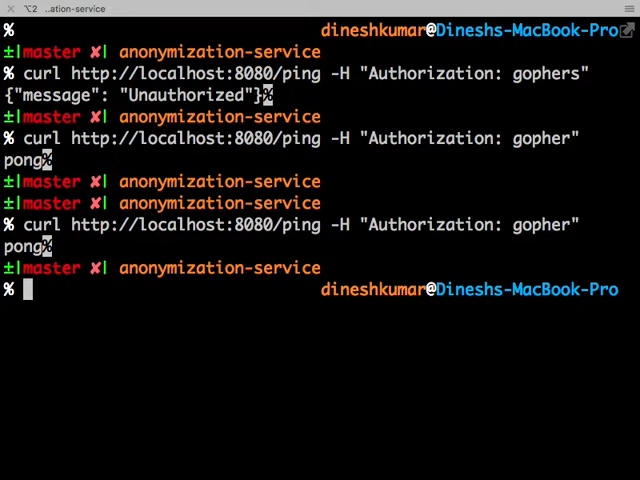 ⌥2 ..ation-service
% dineshkumar@Dineshs-MacBook-Pro
±|master ✘| anonymization-service
% curl http://localhost:8080/ping -H "Authorization: gophers"
{"message": "Unauthorized"}%
±|master ✘| anonymization-service
% curl http://localhost:8080/ping -H "Authorization: gopher"
pong%
±|master ✘| anonymization-service
±|master ✘| anonymization-service
% curl http://localhost:8080/ping -H "Authorization: gopher"
pong%
±|master ✘| anonymization-service
% dineshkumar@Dineshs-MacBook-Pro